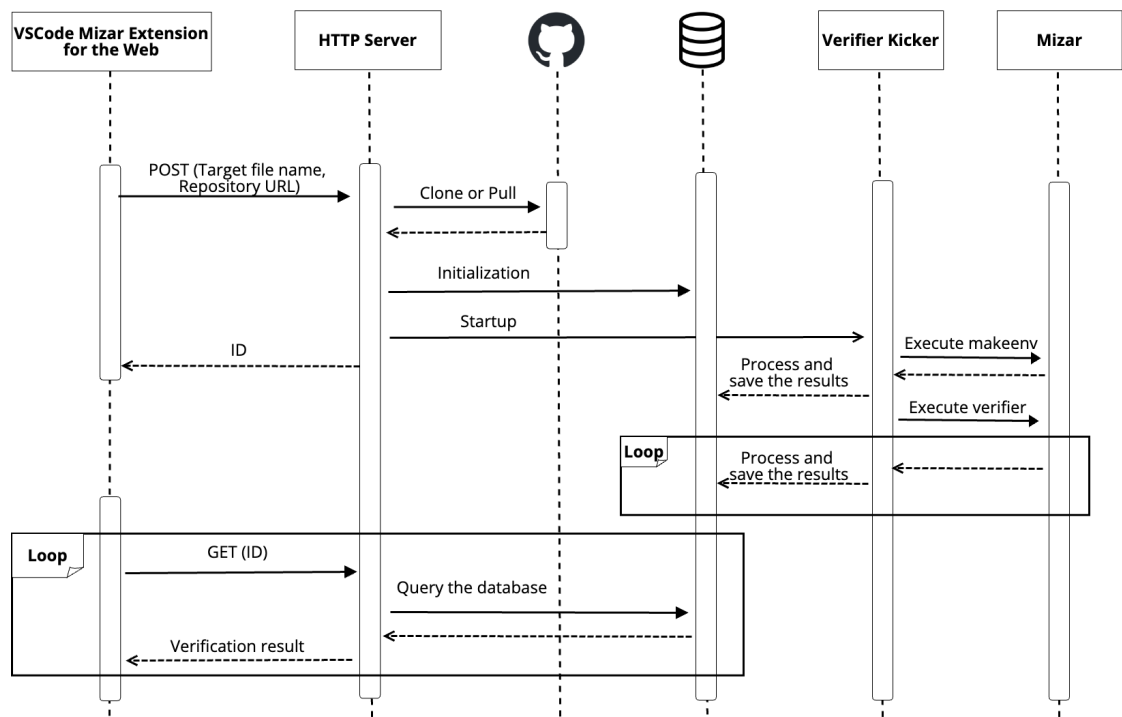 VSCode Mizar Extension
for the Web
HTTP Server
Verifier Kicker
Mizar
POST (Target file name,
Repository URL)
Clone or Pull
Initialization
Startup
ID
Execute makeenv
Process and
save the results
Execute verifier
Loop
Process and
save the results
Loop
GET (ID)
Query the database
Verification result